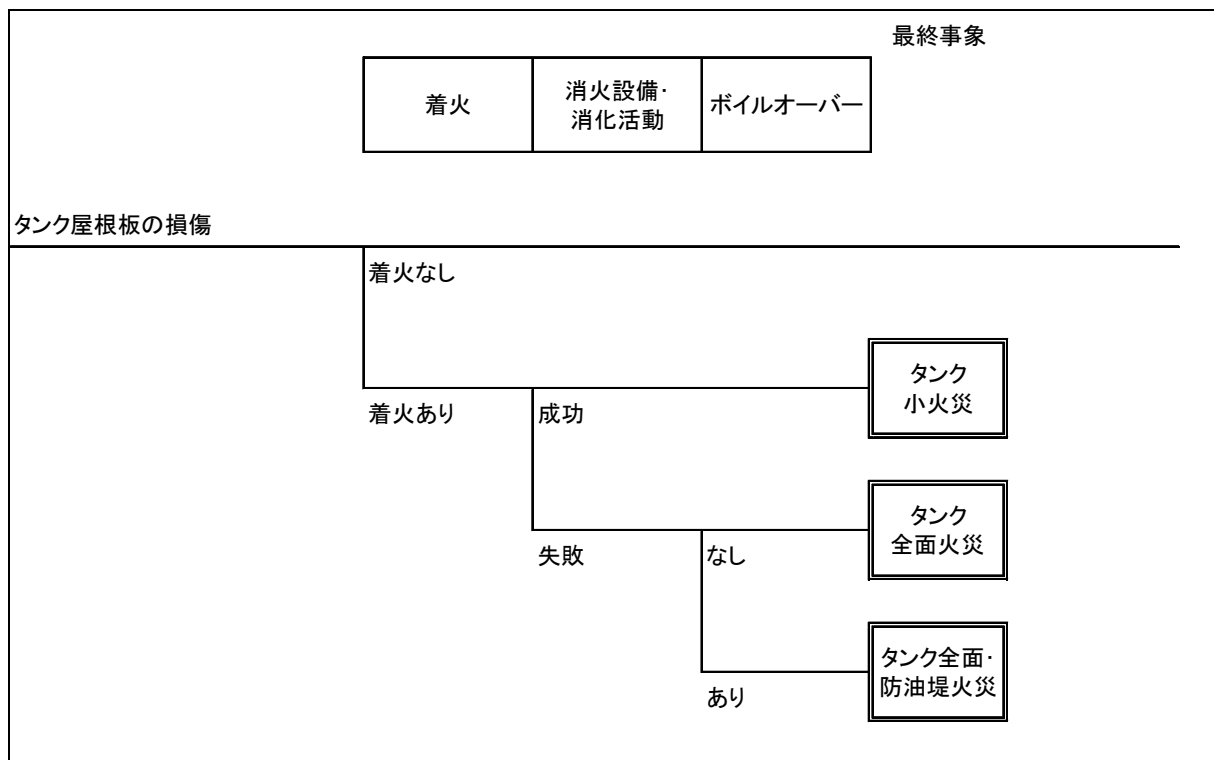 最終事象
着火
消火設備・
消化活動
ボイルオーバー
タンク屋根板の損傷
着火なし
タンク
小火災
着火あり
成功
タンク
全面火災
失敗
なし
タンク全面・
防油堤火災
あり